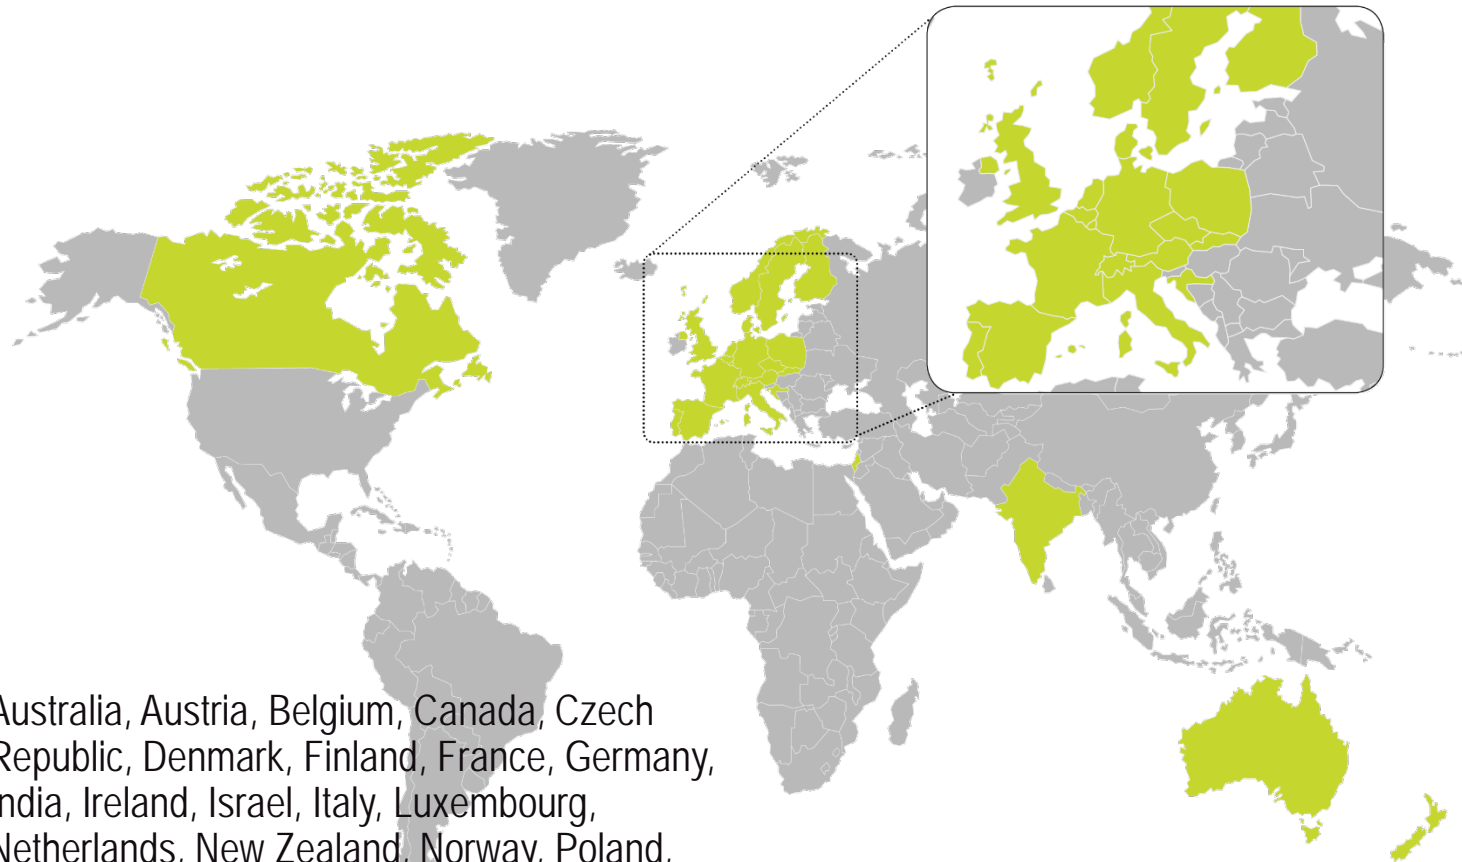 Australia, Austria, Belgium, Canada, Czech
Republic, Denmark, Finland, France, Germany,
India, Ireland, Israel, Italy, Luxembourg,
Netherlands, New Zealand, Norway, Poland,